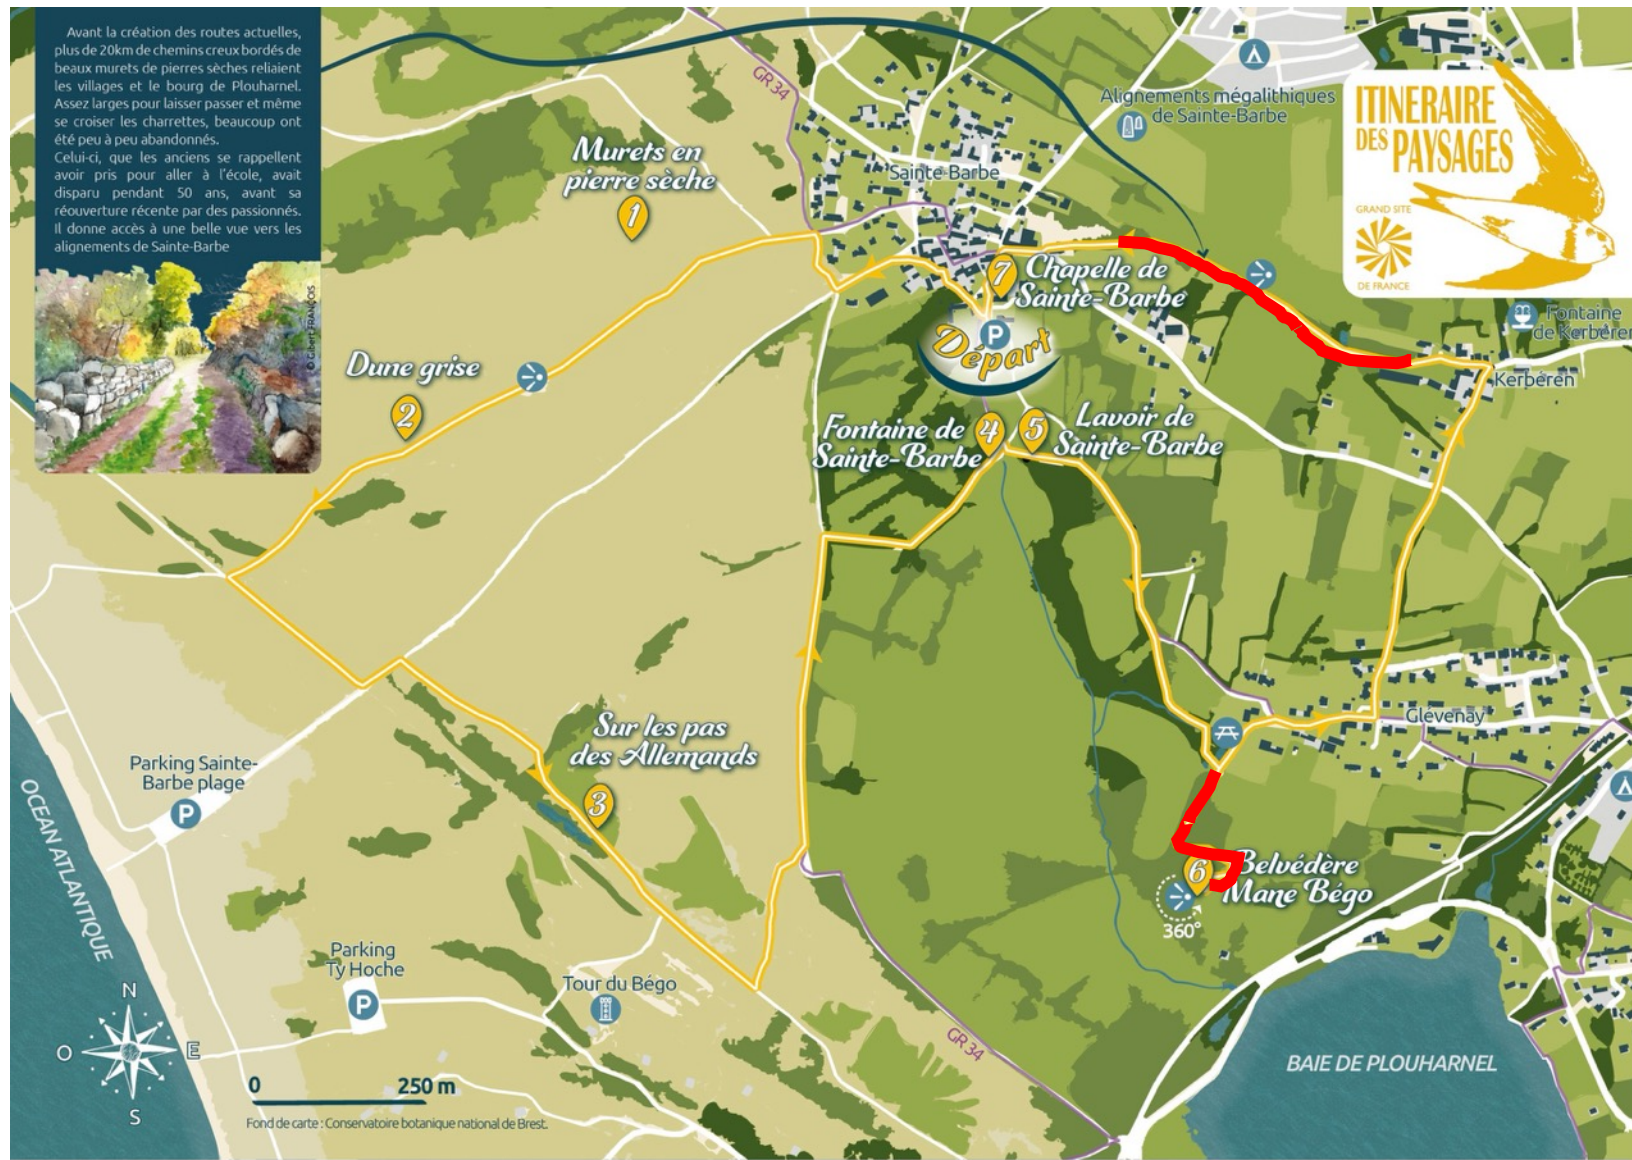 Avant la création des routes actuelles,
plus de 20km de chemins creux bordés de
beaux murets de pierres sèches reliaient
les villages et le bourg de Plouharnel.
Assez larges pour laisser passer et même
se croiser les charrettes, beaucoup ont
été peu à peu abandonnés.
Celui-ci, que les anciens se rappellent
avoir pris pour aller à l'école, avait
disparu pendant 50 ans, avant sa
réouverture récente par des passionnés.
Il donne accès à une belle vue vers les
alignements de Sainte-Barbe
© Gibert FRANÇOIS
GR 34
Alignements mégalithiques
de Sainte-Barbe
ITINERAIRE
DES PAYSAGES
GRAND SITE
DE FRANCE
Murets en
pierre sèche
1
Sainte-Barbe
7
Chapelle de
Sainte-Barbe
Fontaine
de Kerbéren
P
Départ
Kerbéren
Dune grise
2
Fontaine de
Sainte-Barbe
4
5
Lavoir de
Sainte-Barbe
Sur les pas
des Allemands
3
Glévenay
Parking Sainte-
Barbe plage
P
OCEAN ATLANTIQUE
6
Belvédère
Mane Bégo
360°
Parking
Ty Hoche
P
Tour du Bégo
GR 34
BAIE DE PLOUHARNEL
N
O
E
S
0
250 m
Fond de carte : Conservatoire botanique national de Brest.